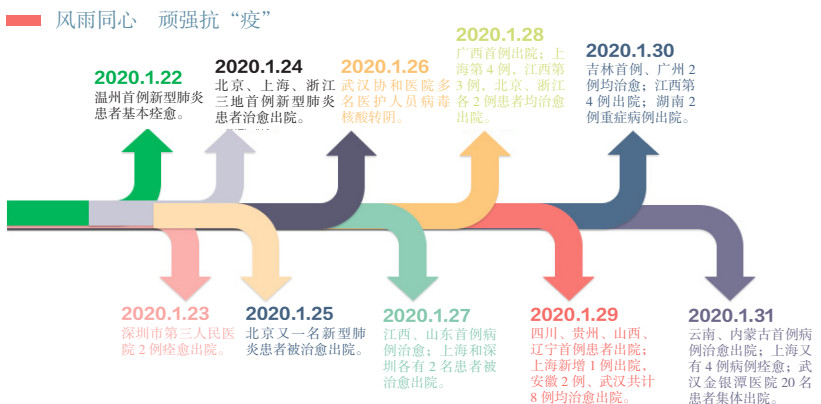 风雨同心 顽强抗“疫”
2020.1.22
温州首例新型肺炎
患者基本痊愈。
2020.1.24
北京、上海、浙江
三地首例新型肺炎
患者治愈出院。
2020.1.26
武汉协和医院多
名医护人员病毒
核酸转阴。
2020.1.28
广西首例出院；上
海第 4 例，江西第
3 例，北京、浙江
各 2 例患者均治愈
出院。
2020.1.30
吉林首例、广州 2
例均治愈；江西第
4 例出院；湖南 2
例重症病例出院。
2020.1.23
深圳市第三人民医
院 2 例痊愈出院。
2020.1.25
北京又一名新型肺
炎患者被治愈出院。
2020.1.27
江西、山东首例病
例治愈；上海和深
圳各有 2 名患者被
治愈出院。
2020.1.29
四川、贵州、山西、
辽宁首例患者出院；
上海新增 1 例出院，
安徽 2 例、武汉共计
8 例均治愈出院。
2020.1.31
云南、内蒙古首例病
例治愈出院；上海又
有 4 例病例痊愈；武
汉金银潭医院 20 名
患者集体出院。